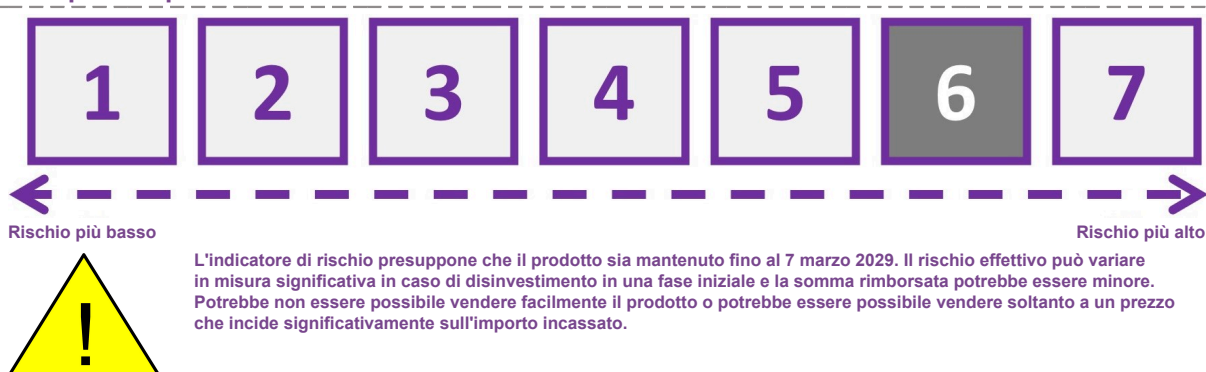 1 2 3 4 5 6 7
Rischio più basso Rischio più alto
L'indicatore di rischio presuppone che il prodotto sia mantenuto fino al 7 marzo 2029. Il rischio effettivo può variare
in misura significativa in caso di disinvestimento in una fase iniziale e la somma rimborsata potrebbe essere minore.
Potrebbe non essere possibile vendere facilmente il prodotto o potrebbe essere possibile vendere soltanto a un prezzo
che incide significativamente sull'importo incassato.
!